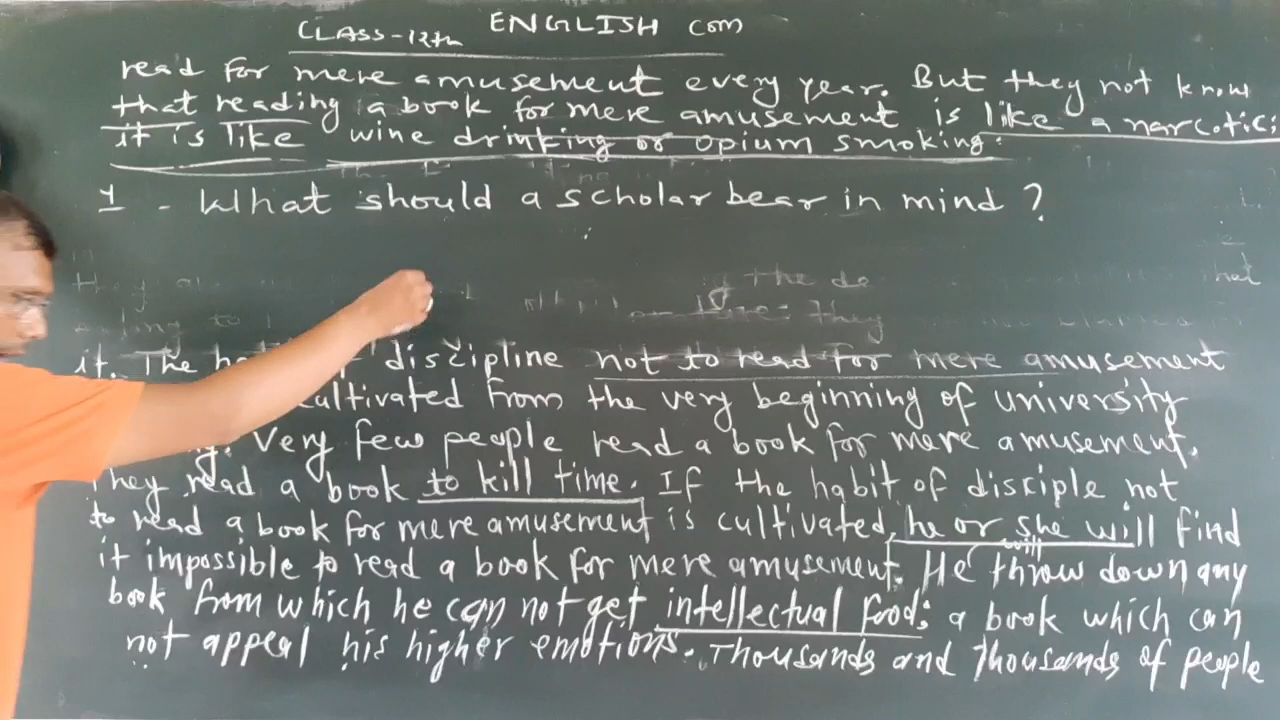 CLASS-12th ENGLISH com
read for mere amusement every year. But they not know
that reading a book for mere amusement is like a narcotic;
it is like wine drinking or opium smoking.
1 - What should a scholar bear in mind ?
the de
they
it. The discipline not to read for mere amusement
cultivated from the very beginning of university
Very few people read a book for mere amusement.
They read a book to kill time. If the habit of disciple not
to read a book for mere amusement is cultivated, he or she will find
it impossible to read a book for mere amusement. He will throw down any
book from which he can not get intellectual food; a book which can
not appeal his higher emotions. Thousands and Thousands of people